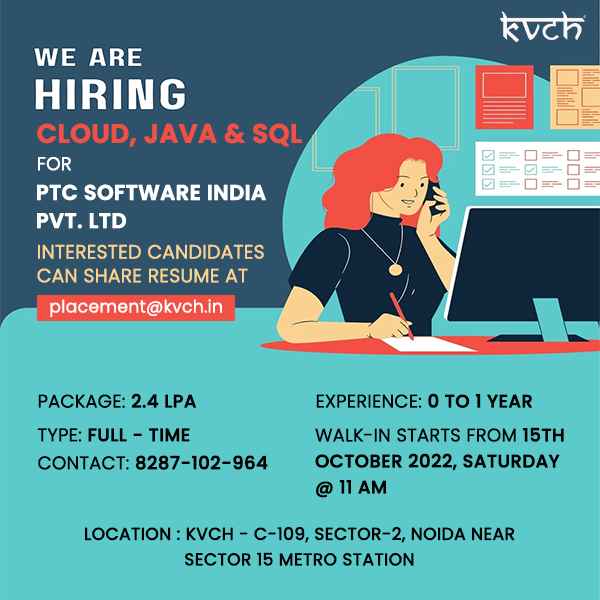 kvch
WE ARE
HIRING
CLOUD, JAVA & SQL
FOR
PTC SOFTWARE INDIA
PVT. LTD
INTERESTED CANDIDATES
CAN SHARE RESUME AT
placement@kvch.in
PACKAGE: 2.4 LPA
TYPE: FULL - TIME
CONTACT: 8287-102-964
EXPERIENCE: 0 TO 1 YEAR
WALK-IN STARTS FROM 15TH
OCTOBER 2022, SATURDAY
@ 11 AM
LOCATION : KVCH - C-109, SECTOR-2, NOIDA NEAR
SECTOR 15 METRO STATION